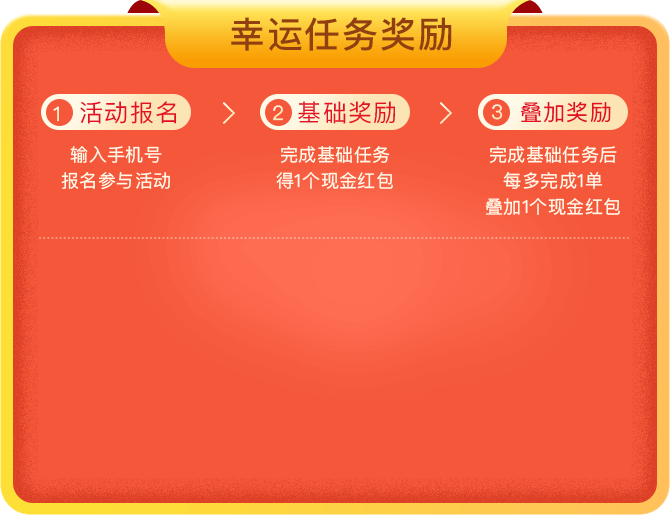 幸运任务奖励
1 活动报名
输入手机号
报名参与活动
2 基础奖励
完成基础任务
得1个现金红包
3 叠加奖励
完成基础任务后
每多完成1单
叠加1个现金红包